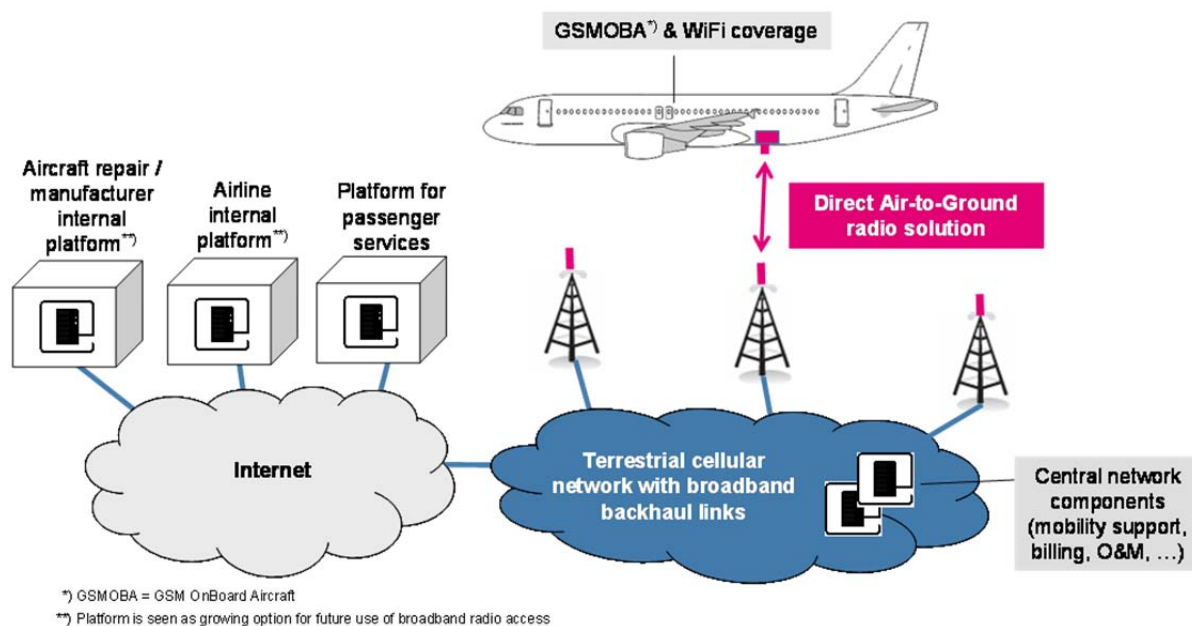 GSMOBA*) & WiFi coverage
Aircraft repair /
manufacturer
internal
platform**)
Airline
internal
platform**)
Platform for
passenger
services
Direct Air-to-Ground
radio solution
Internet
Terrestrial cellular
network with broadband
backhaul links
Central network
components
(mobility support,
billing, O&M, …)
*) GSMOBA = GSM OnBoard Aircraft
**) Platform is seen as growing option for future use of broadband radio access